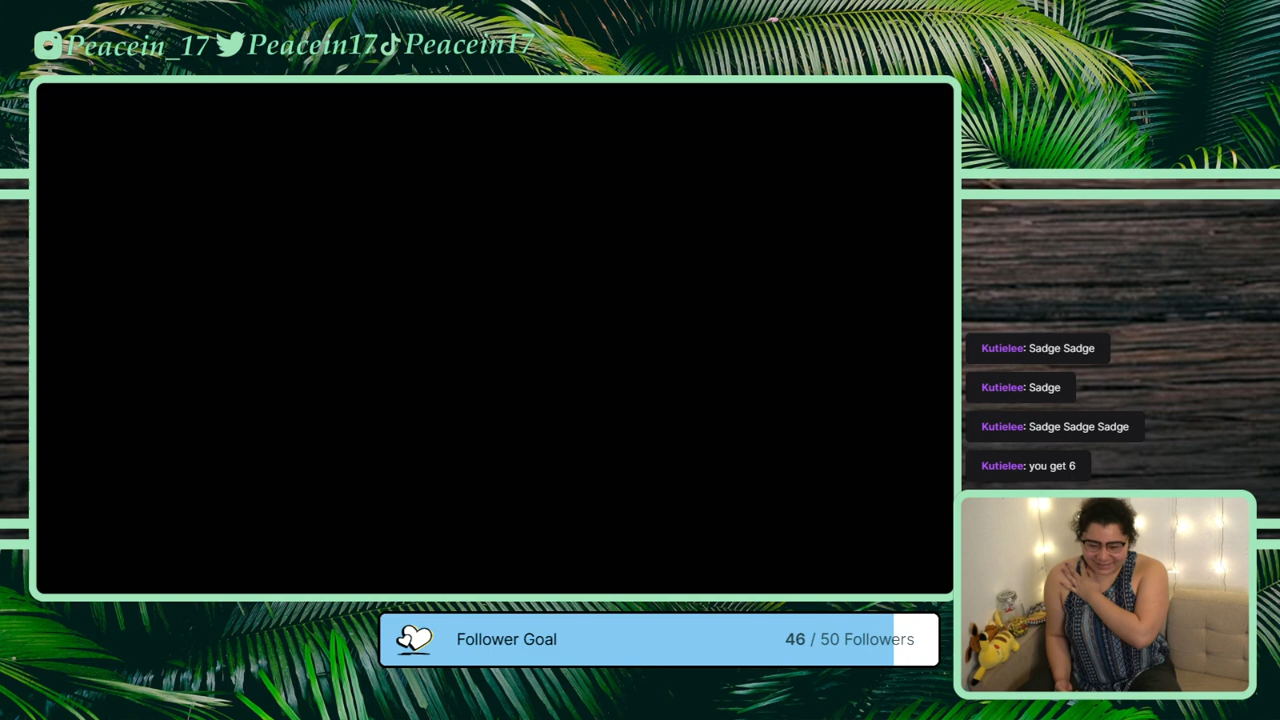 Peacein_17 Peacein17 Peacein17
Kutielee: Sadge Sadge
Kutielee: Sadge
Kutielee: Sadge Sadge Sadge
Kutielee: you get 6
Follower Goal 46 / 50 Followers